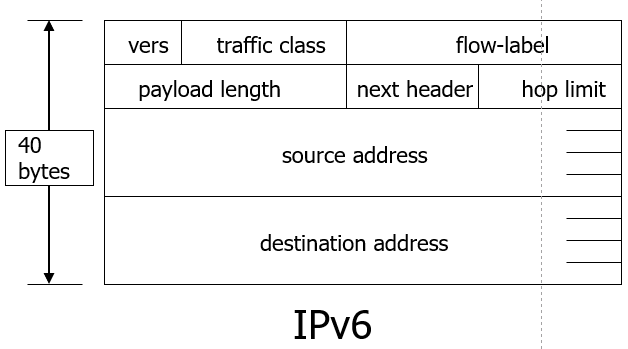 vers traffic class flow-label
payload length next header hop limit
40
bytes
source address
destination address
IPv6